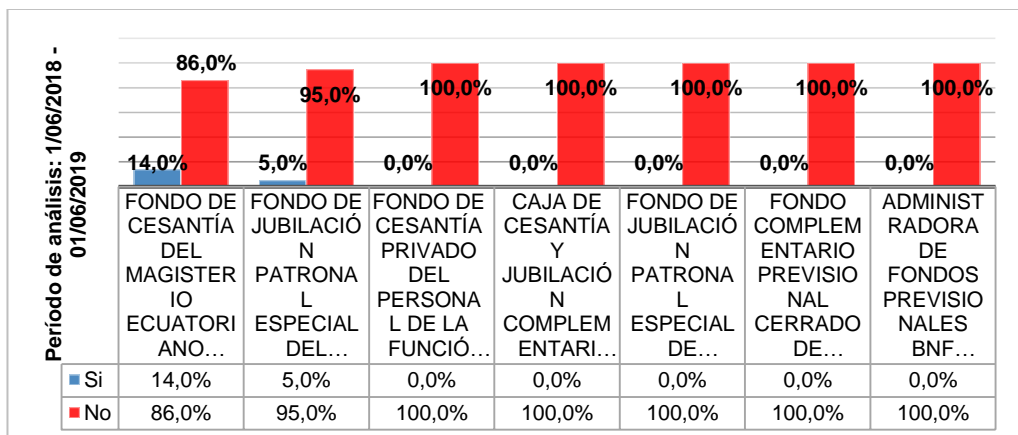 Período de análisis: 1/06/2018 -
01/06/2019
86,0%
95,0%
100,0%
100,0%
100,0%
100,0%
100,0%
14,0%
5,0%
0,0%
0,0%
0,0%
0,0%
0,0%
FONDO DE
CESANTÍA
DEL
MAGISTER
IO
ECUATORI
ANO…
FONDO DE
JUBILACIÓ
N
PATRONA
L
ESPECIAL
DEL…
FONDO DE
CESANTÍA
PRIVADO
DEL
PERSONA
L DE LA
FUNCIÓ…
CAJA DE
CESANTÍA
Y
JUBILACIÓ
N
COMPLEM
ENTARI…
FONDO DE
JUBILACIÓ
N
PATRONA
L
ESPECIAL
DE…
FONDO
COMPLEM
ENTARIO
PREVISIO
NAL
CERRADO
DE…
ADMINIST
RADORA
DE
FONDOS
PREVISIO
NALES
BNF…
Si 14,0% 5,0% 0,0% 0,0% 0,0% 0,0% 0,0%
No 86,0% 95,0% 100,0% 100,0% 100,0% 100,0% 100,0%